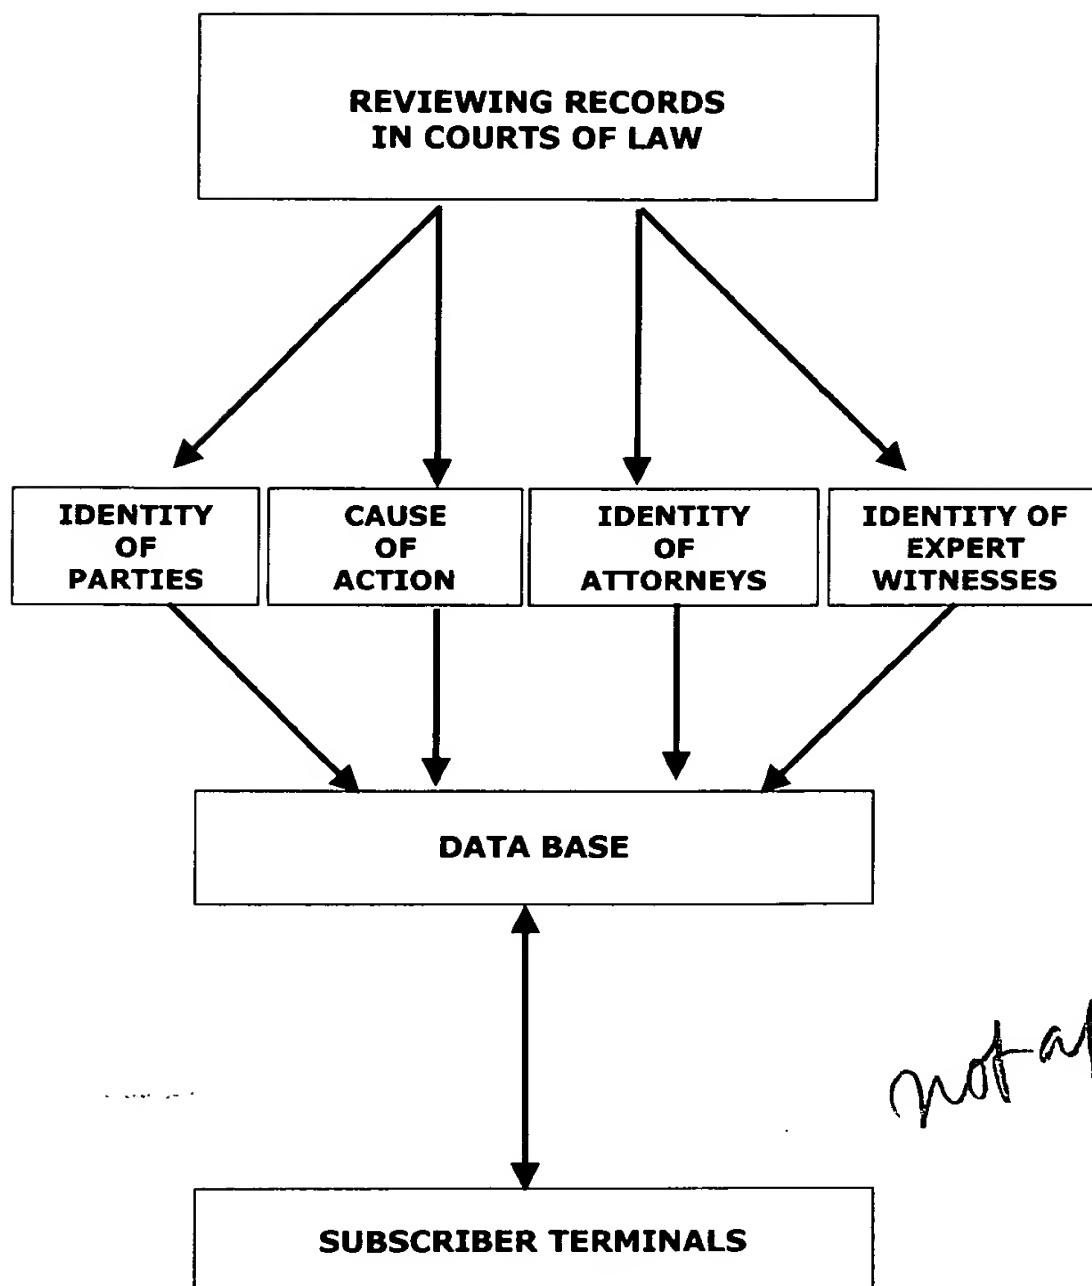 REVIEWING RECORDS
IN COURTS OF LAW
IDENTITY
OF
PARTIES
CAUSE
OF
ACTION
IDENTITY
OF
ATTORNEYS
IDENTITY OF
EXPERT
WITNESSES
DATA BASE
not
SUBSCRIBER TERMINALS